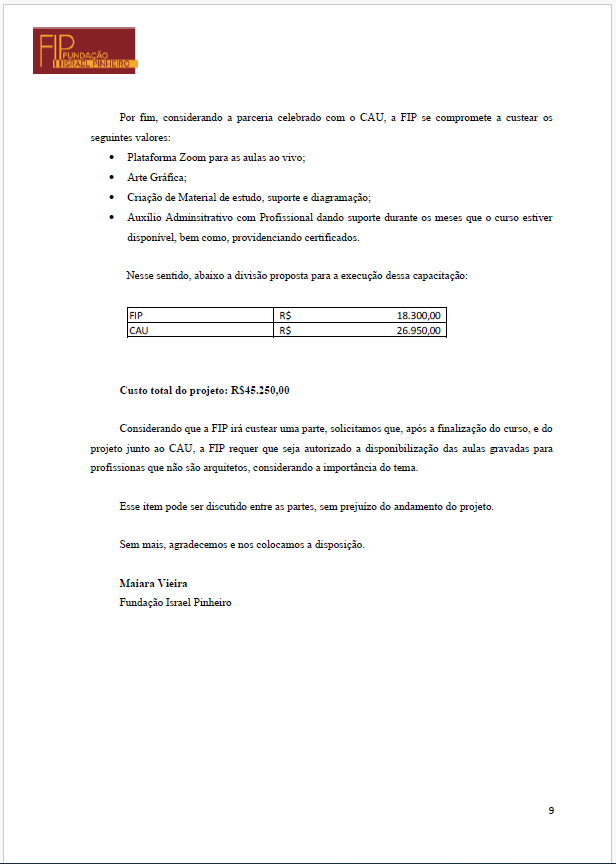 FIP
FUNDAÇÃO
ISRAEL PINHEIRO
Por fim, considerando a parceria celebrado com o CAU, a FIP se compromete a custear os
seguintes valores:
• Plataforma Zoom para as aulas ao vivo;
• Arte Gráfica;
• Criação de Material de estudo, suporte e diagramação;
• Auxílio Adminsitrativo com Profissional dando suporte durante os meses que o curso estiver
disponível, bem como, providenciando certificados.
Nesse sentido, abaixo a divisão proposta para a execução dessa capacitação:
FIP R$ 18.300,00
CAU R$ 26.950,00
Custo total do projeto: R$45.250,00
Considerando que a FIP irá custear uma parte, solicitamos que, após a finalização do curso, e do
projeto junto ao CAU, a FIP requer que seja autorizado a disponibilização das aulas gravadas para
profissionas que não são arquitetos, considerando a importância do tema.
Esse item pode ser discutido entre as partes, sem prejuízo do andamento do projeto.
Sem mais, agradecemos e nos colocamos a disposição.
Maiara Vieira
Fundação Israel Pinheiro
9